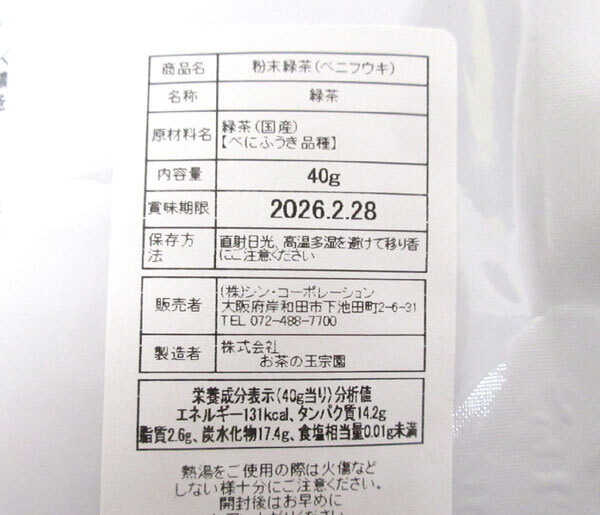 商品名 粉末緑茶(ベニフウキ)
名称 緑茶
原材料名 緑茶(国産)
【べにふうき品種】
内容量 40g
賞味期限 2026.2.28
保存方法 直射日光、高温多湿を避けて移り香
にご注意ください
販売者 (株)シン・コーポレーション
大阪府岸和田市下池田町2-6-31
TEL 072-488-7700
製造者 株式会社
お茶の玉宗園
栄養成分表示(40g当り)分析値
エネルギー131kcal、タンパク質14.2g
脂質2.6g、炭水化物17.4g、食塩相当量0.01g未満
熱湯をご使用の際は火傷など
しない様十分にご注意ください。
開封後はお早めに